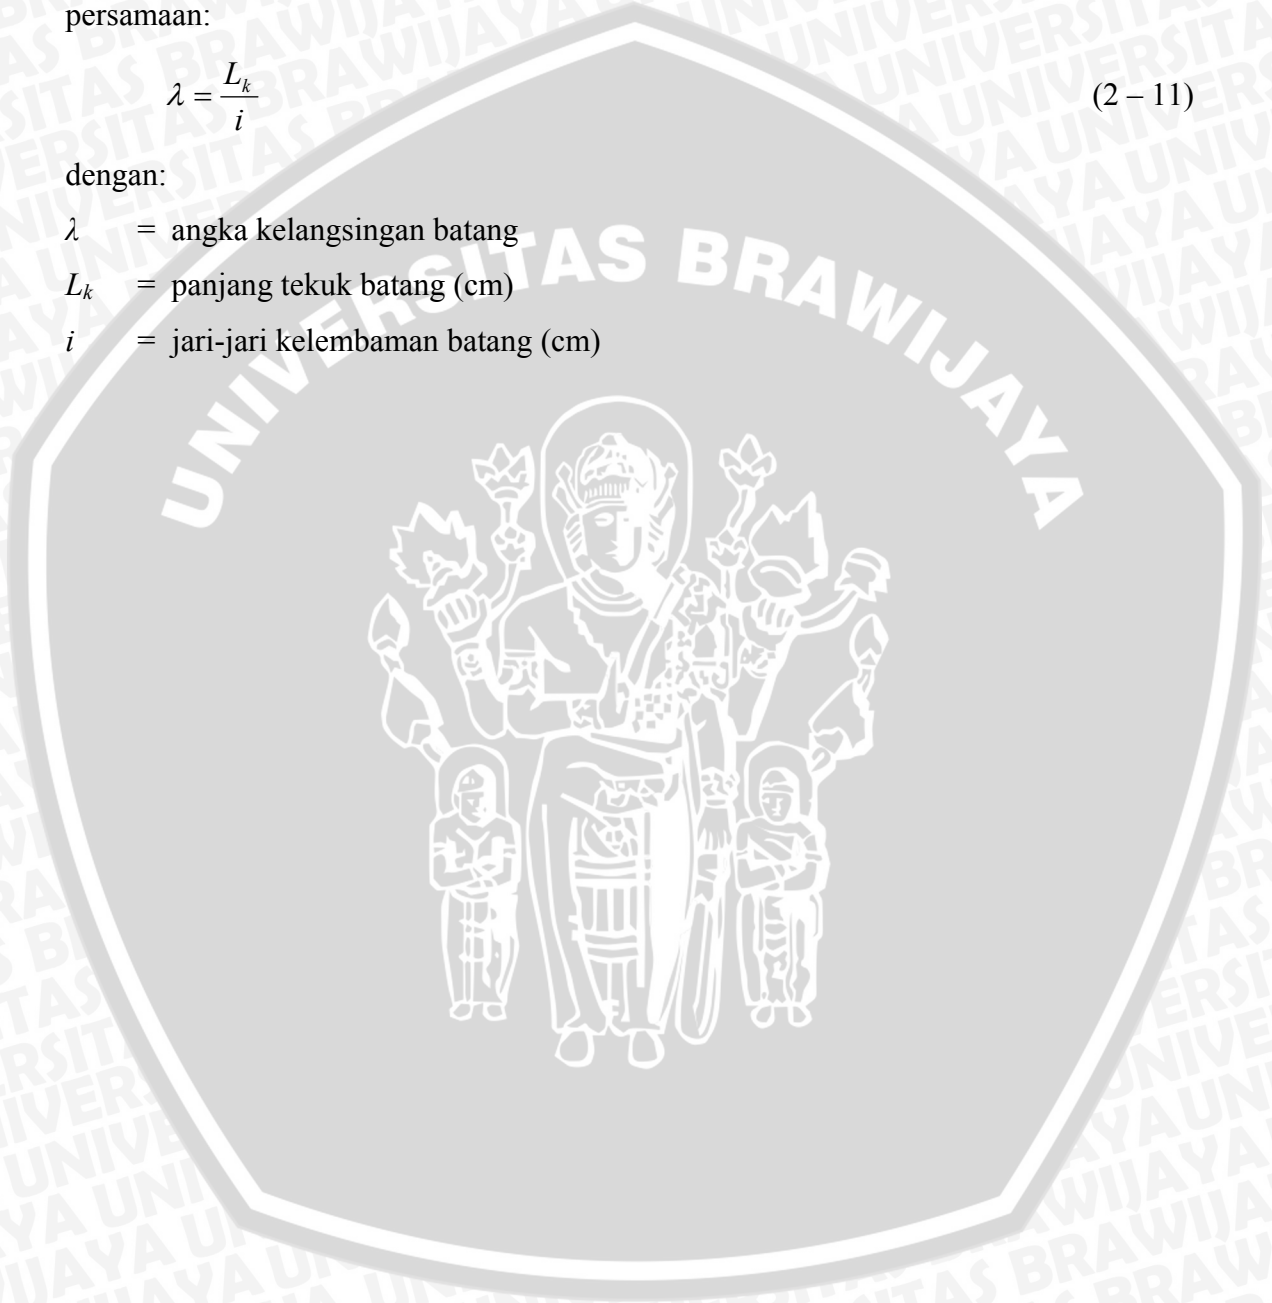 persamaan:
λ = L_k / i (2 – 11)
dengan:
λ = angka kelangsingan batang
L_k = panjang tekuk batang (cm)
i = jari-jari kelembaman batang (cm)
UNIVERSITAS BRAWIJAYA